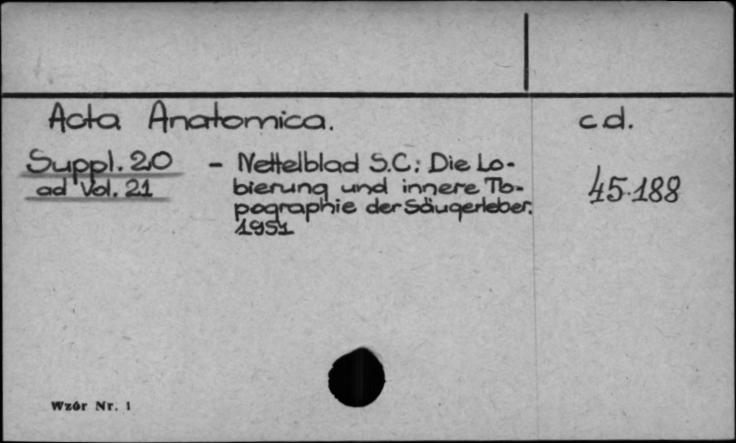 Acta Anatomica. c.d.
Suppl. 20 - Nettelblad S.C.: Die Lo-
ad Vol. 21 bierung und innere To- 45.188
pographie der Säugerleber.
1951
Wzór Nr. 1